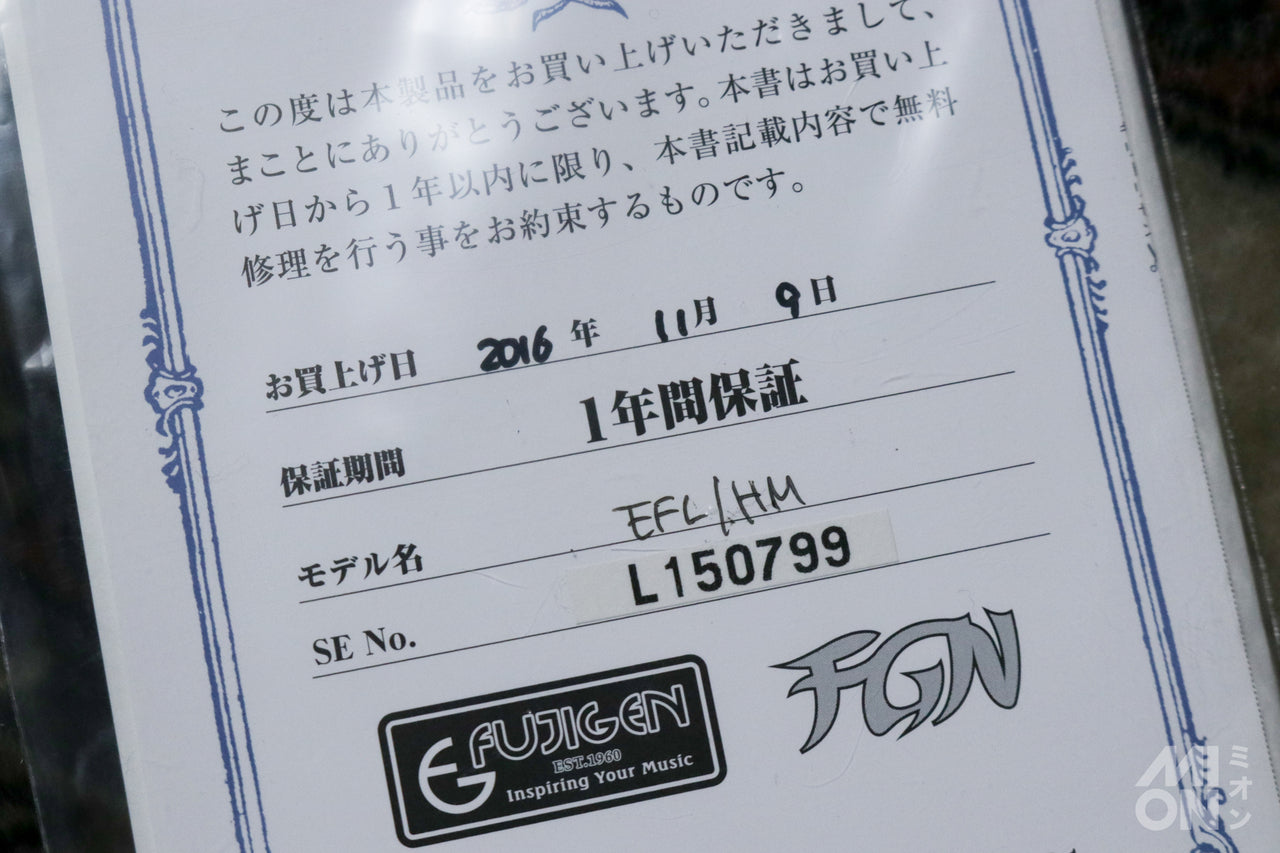 この度は本製品をお買い上げいただきまして、
まことにありがとうございます。本書はお買い上
げ日から1年以内に限り、本書記載内容で無料
修理を行う事をお約束するものです。
お買上げ日 2016 年 11 月 9 日
保証期間 1年間保証
モデル名 EFL/HM
SE No. L150799
FUJIGEN
EST.1960
Inspiring Your Music
FGN
MION
ミオン